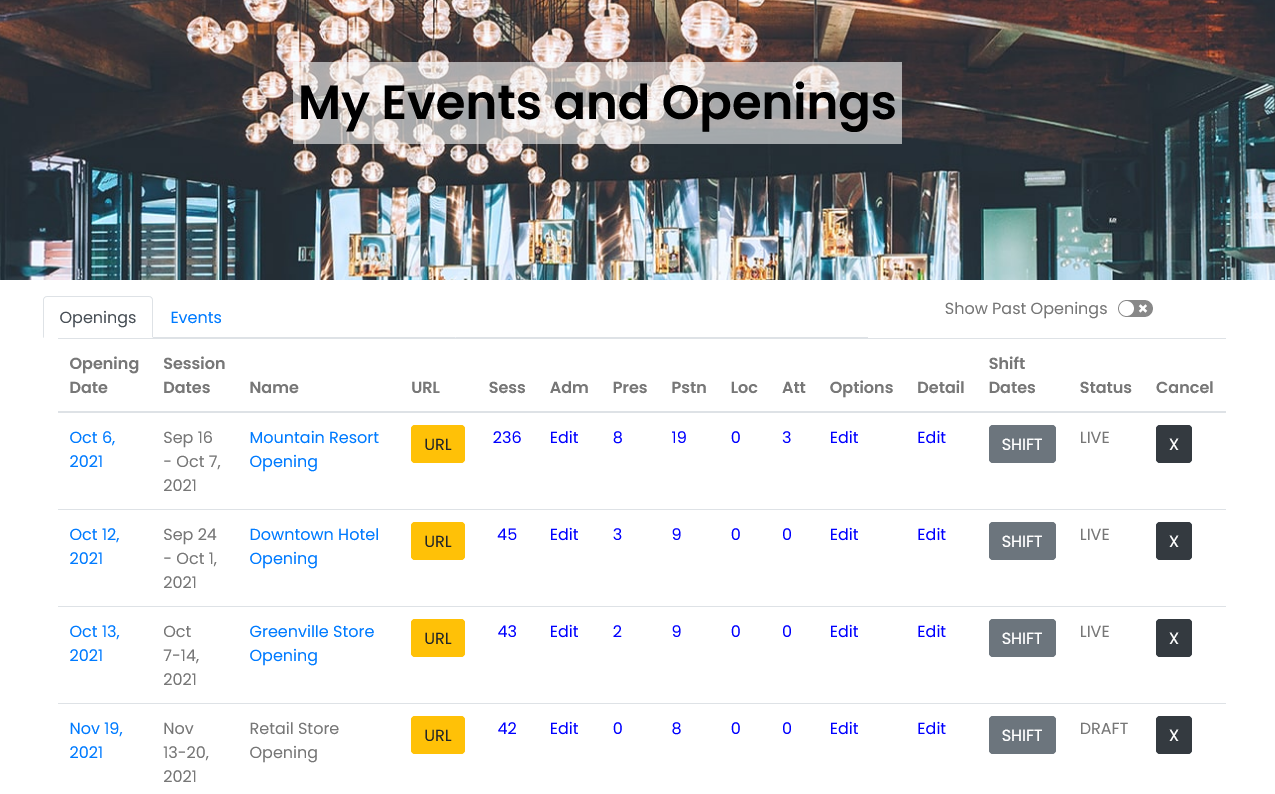 My Events and Openings
Openings Events Show Past Openings
Opening Date Session Dates Name URL Sess Adm Pres Pstn Loc Att Options Detail Shift Dates Status Cancel
Oct 6, 2021 Sep 16 - Oct 7, 2021 Mountain Resort Opening URL 236 Edit 8 19 0 3 Edit Edit SHIFT LIVE X
Oct 12, 2021 Sep 24 - Oct 1, 2021 Downtown Hotel Opening URL 45 Edit 3 9 0 0 Edit Edit SHIFT LIVE X
Oct 13, 2021 Oct 7-14, 2021 Greenville Store Opening URL 43 Edit 2 9 0 0 Edit Edit SHIFT LIVE X
Nov 19, 2021 Nov 13-20, 2021 Retail Store Opening URL 42 Edit 0 8 0 0 Edit Edit SHIFT DRAFT X